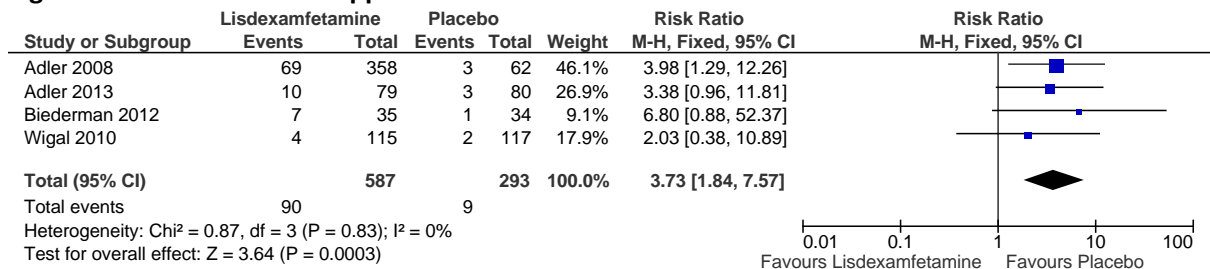 Lisdexamfetamine Placebo Risk Ratio Risk Ratio
Study or Subgroup Events Total Events Total Weight M-H, Fixed, 95% CI M-H, Fixed, 95% CI
Adler 2008 69 358 3 62 46.1% 3.98 [1.29, 12.26]
Adler 2013 10 79 3 80 26.9% 3.38 [0.96, 11.81]
Biederman 2012 7 35 1 34 9.1% 6.80 [0.88, 52.37]
Wigal 2010 4 115 2 117 17.9% 2.03 [0.38, 10.89]
Total (95% CI) 587 293 100.0% 3.73 [1.84, 7.57]
Total events 90 9
Heterogeneity: Chi² = 0.87, df = 3 (P = 0.83); I² = 0%
Test for overall effect: Z = 3.64 (P = 0.0003)
0.01 0.1 1 10 100
Favours Lisdexamfetamine Favours Placebo